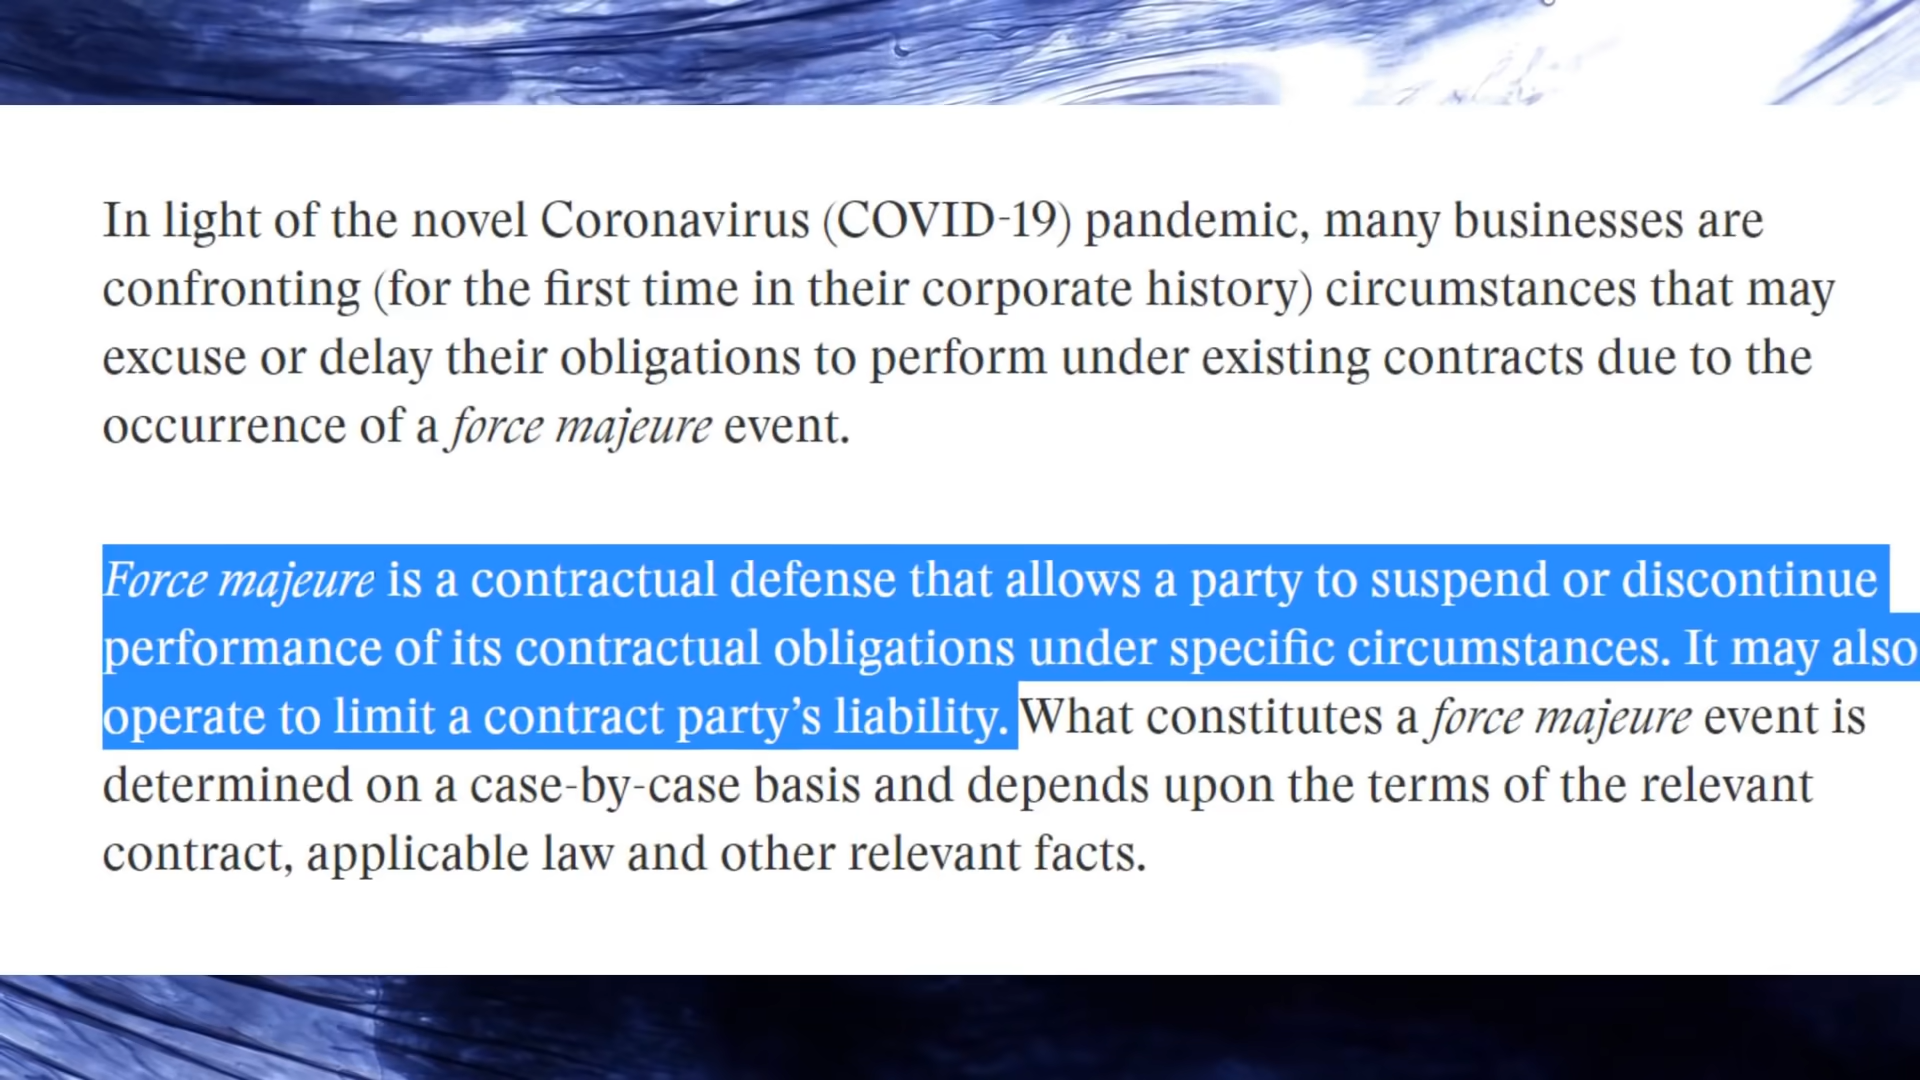 In light of the novel Coronavirus (COVID-19) pandemic, many businesses are
confronting (for the first time in their corporate history) circumstances that may
excuse or delay their obligations to perform under existing contracts due to the
occurrence of a force majeure event.
Force majeure is a contractual defense that allows a party to suspend or discontinue
performance of its contractual obligations under specific circumstances. It may also
operate to limit a contract party’s liability. What constitutes a force majeure event is
determined on a case-by-case basis and depends upon the terms of the relevant
contract, applicable law and other relevant facts.